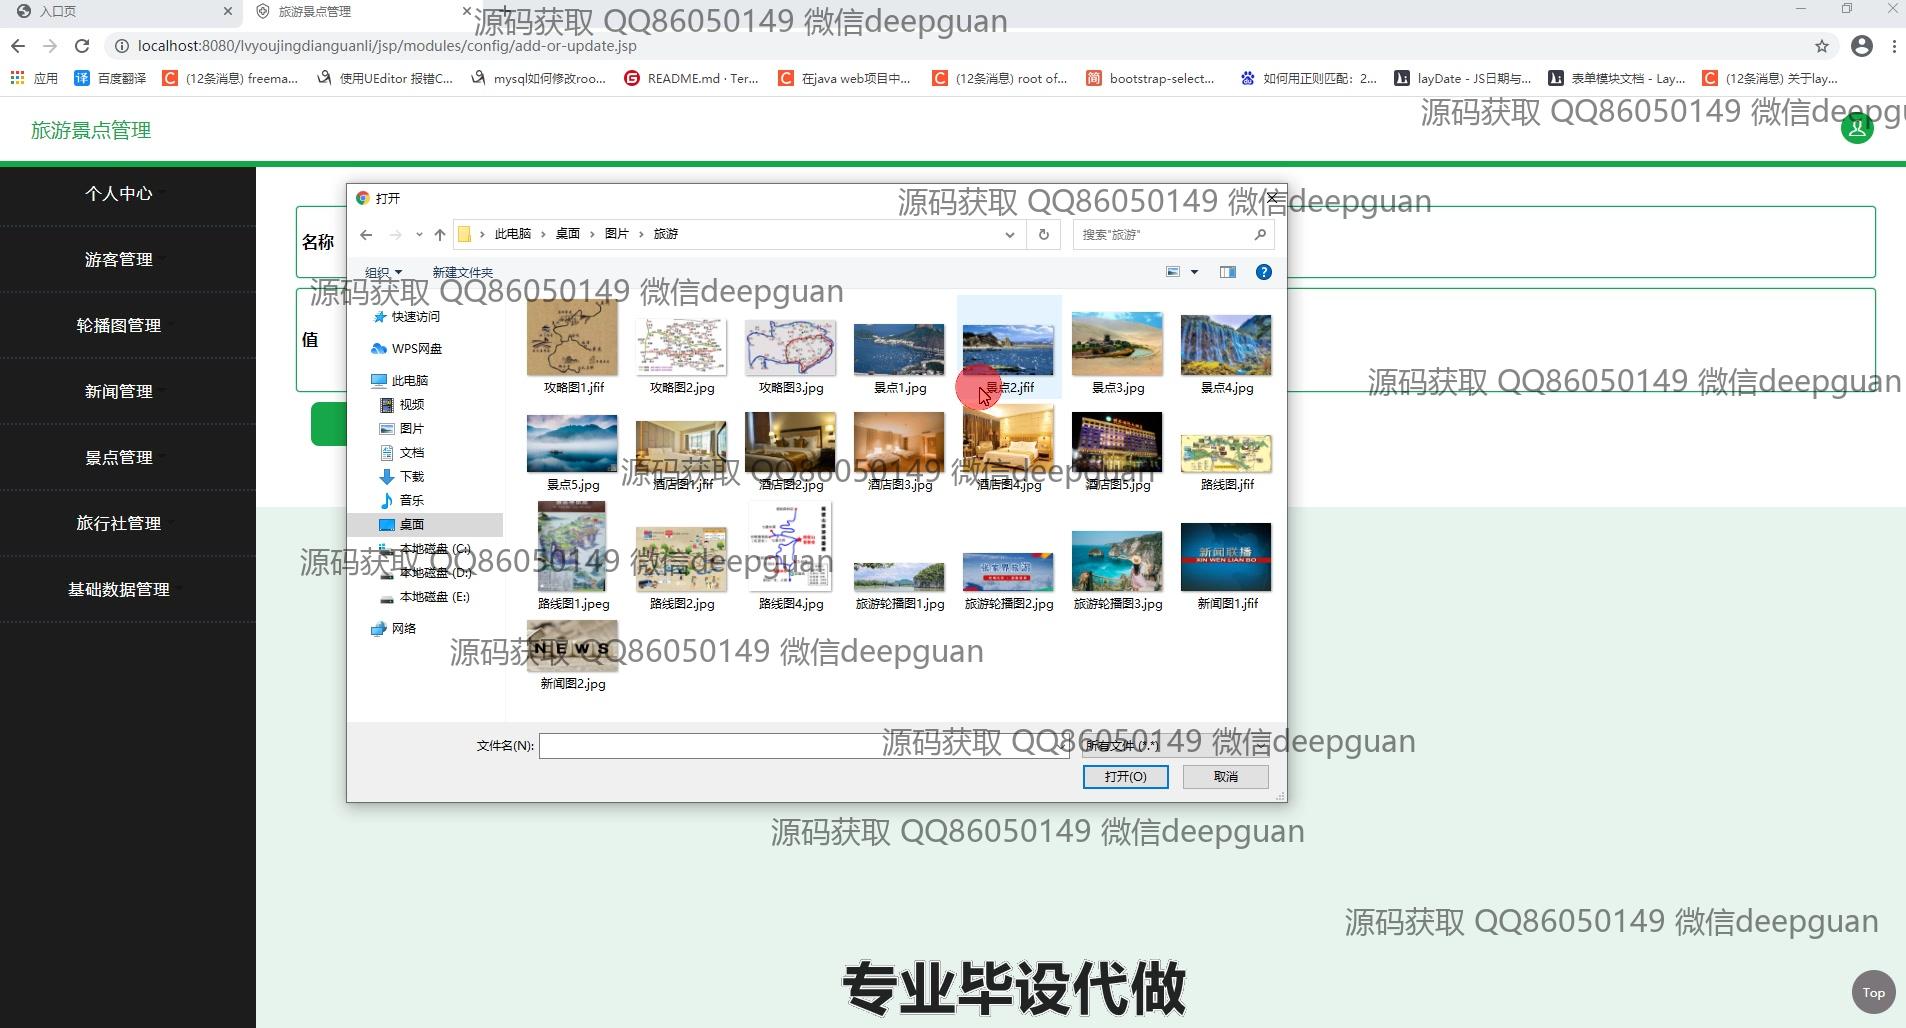 入口页
旅游景点管理
源码获取 QQ86050149 微信deepguan
localhost:8080/lvyoujingdianguanli/jsp/modules/config/add-or-update.jsp
应用
百度翻译
(12条消息) freema...
使用UEditor 报错C...
mysql如何修改roo...
README.md · Ter...
在java web项目中...
(12条消息) root of...
bootstrap-select...
如何用正则匹配：2...
layDate - JS日期与...
表单模块文档 - Lay...
(12条消息) 关于lay...
源码获取 QQ86050149 微信deepgu
旅游景点管理
个人中心
游客管理
轮播图管理
新闻管理
景点管理
旅行社管理
基础数据管理
名称
值
打开
源码获取 QQ86050149 微信deepguan
此电脑 › 桌面 › 图片 › 旅游
搜索"旅游"
组织
新建文件夹
源码获取 QQ86050149 微信deepguan
快速访问
WPS网盘
此电脑
视频
图片
文档
下载
音乐
桌面
本地磁盘 (C:)
本地磁盘 (D:)
本地磁盘 (E:)
网络
攻略图1.jfif
攻略图2.jpg
攻略图3.jpg
景点1.jpg
景点2.jfif
景点3.jpg
景点4.jpg
源码获取 QQ86050149 微信deepguan
景点5.jpg
酒店图1.jfif
酒店图2.jpg
酒店图3.jpg
酒店图4.jpg
酒店图5.jpg
路线图.jfif
源码获取 QQ86050149 微信deepguan
源码获取 QQ86050149 微信deepguan
张家界旅游
新闻联播
XIN WEN LIAN BO
路线图1.jpeg
路线图2.jpg
路线图4.jpg
旅游轮播图1.jpg
旅游轮播图2.jpg
旅游轮播图3.jpg
新闻图1.jfif
NEWS
源码获取 QQ86050149 微信deepguan
新闻图2.jpg
文件名(N):
所有文件 (*.*)
源码获取 QQ86050149 微信deepguan
打开(O)
取消
源码获取 QQ86050149 微信deepguan
源码获取 QQ86050149 微信deepguan
专业毕设代做
Top